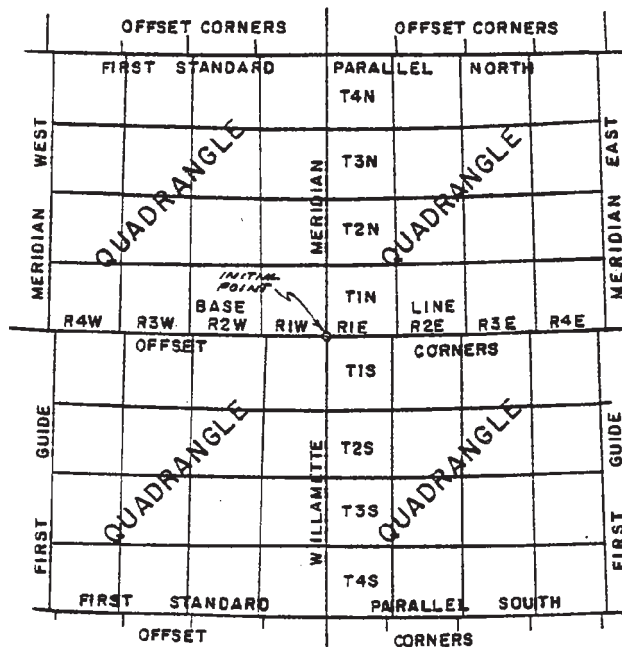 OFFSET CORNERS OFFSET CORNERS
FIRST STANDARD PARALLEL NORTH
T4N
MERIDIAN WEST
QUADRANGLE
MERIDIAN
T3N
QUADRANGLE
MERIDIAN EAST
T2N
INITIAL
POINT
T1N
BASE LINE
R4W R3W R2W R1W R1E R2E R3E R4E
OFFSET CORNERS
T1S
FIRST GUIDE
QUADRANGLE
WILLAMETTE
T2S
QUADRANGLE
FIRST GUIDE
T3S
T4S
FIRST STANDARD PARALLEL SOUTH
OFFSET CORNERS